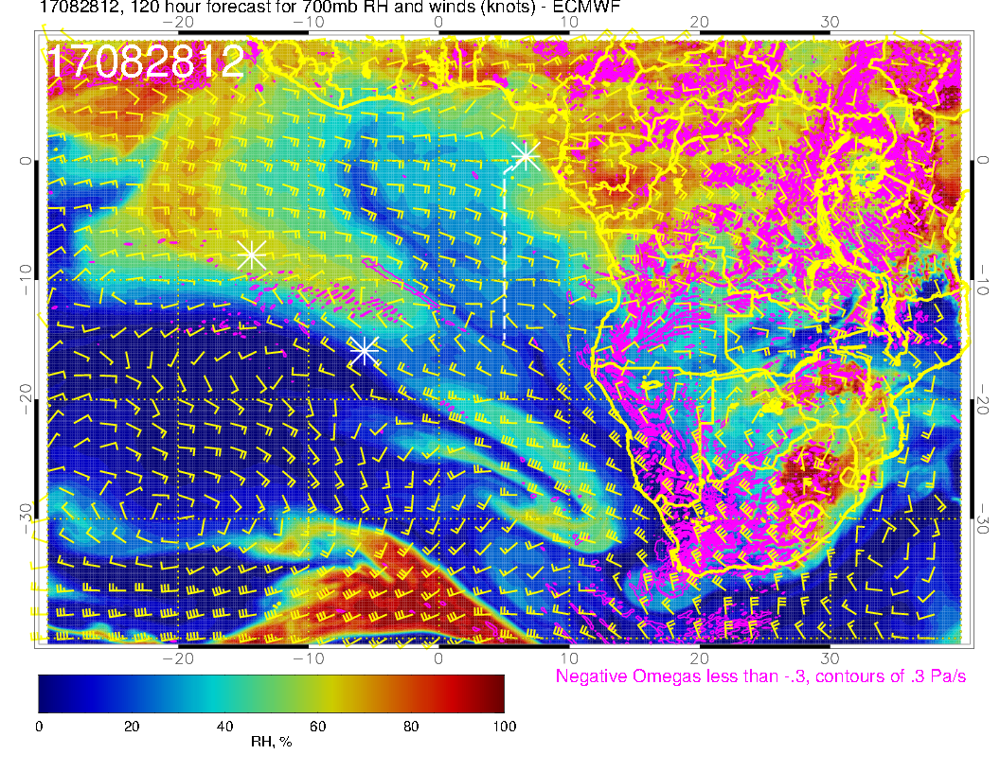 17082812, 120 hour forecast for 700mb RH and winds (knots) - ECMWF
−20 −10 0 10 20 30
17082812
0 0
−10 −10
−20 −20
−30 −30
−20 −10 0 10 20 30
Negative Omegas less than -.3, contours of .3 Pa/s
0 20 40 60 80 100
RH, %